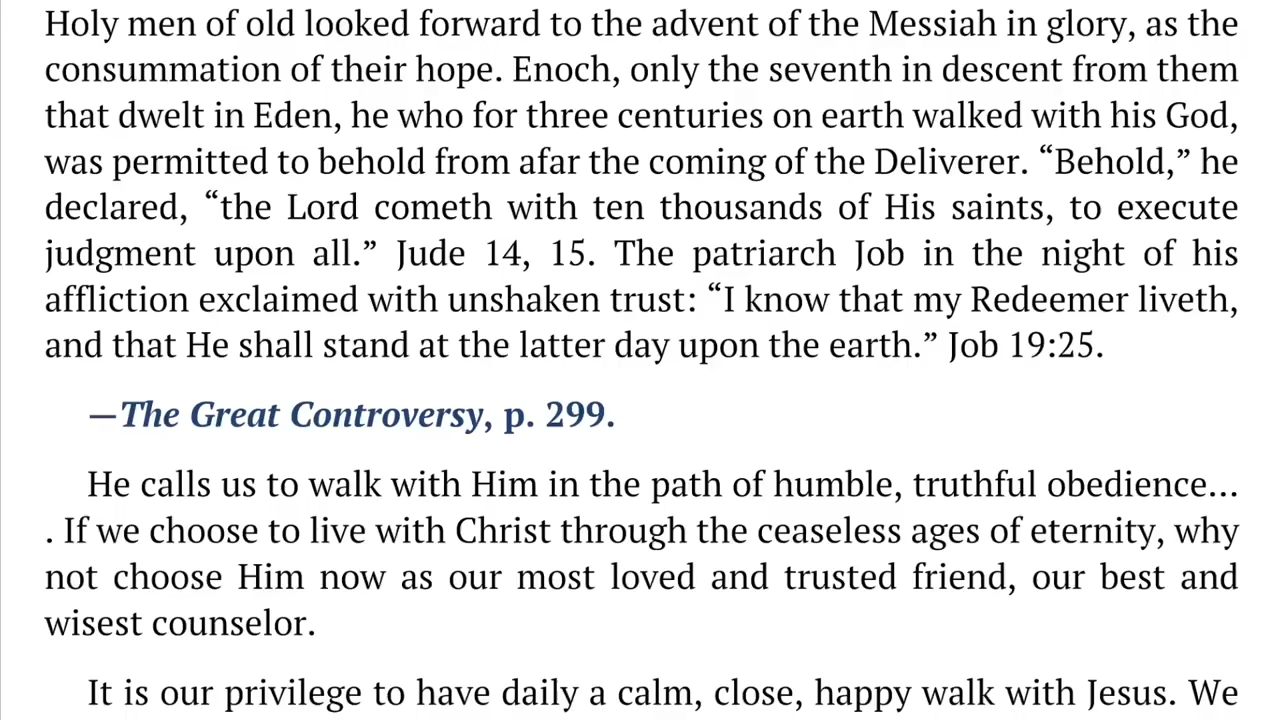 Holy men of old looked forward to the advent of the Messiah in glory, as the
consummation of their hope. Enoch, only the seventh in descent from them
that dwelt in Eden, he who for three centuries on earth walked with his God,
was permitted to behold from afar the coming of the Deliverer. “Behold,” he
declared, “the Lord cometh with ten thousands of His saints, to execute
judgment upon all.” Jude 14, 15. The patriarch Job in the night of his
affliction exclaimed with unshaken trust: “I know that my Redeemer liveth,
and that He shall stand at the latter day upon the earth.” Job 19:25.
—The Great Controversy, p. 299.
He calls us to walk with Him in the path of humble, truthful obedience...
. If we choose to live with Christ through the ceaseless ages of eternity, why
not choose Him now as our most loved and trusted friend, our best and
wisest counselor.
It is our privilege to have daily a calm, close, happy walk with Jesus. We